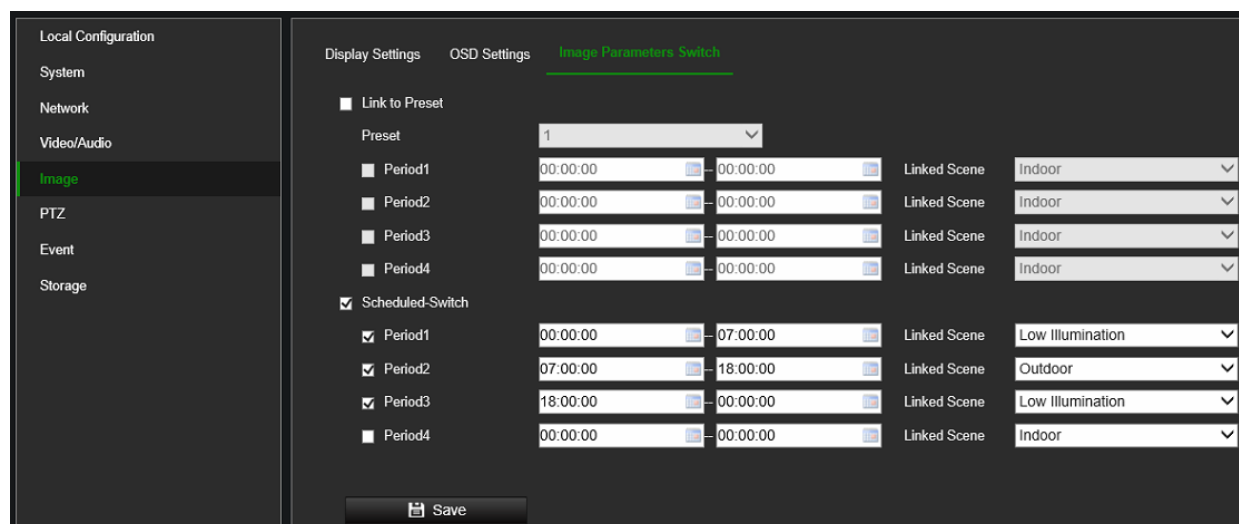 Local Configuration
System
Network
Video/Audio
Image
PTZ
Event
Storage
Display Settings OSD Settings Image Parameters Switch
Link to Preset
Preset 1
Period1 00:00:00 -- 00:00:00 Linked Scene Indoor
Period2 00:00:00 -- 00:00:00 Linked Scene Indoor
Period3 00:00:00 -- 00:00:00 Linked Scene Indoor
Period4 00:00:00 -- 00:00:00 Linked Scene Indoor
Scheduled-Switch
Period1 00:00:00 -- 07:00:00 Linked Scene Low Illumination
Period2 07:00:00 -- 18:00:00 Linked Scene Outdoor
Period3 18:00:00 -- 00:00:00 Linked Scene Low Illumination
Period4 00:00:00 -- 00:00:00 Linked Scene Indoor
Save